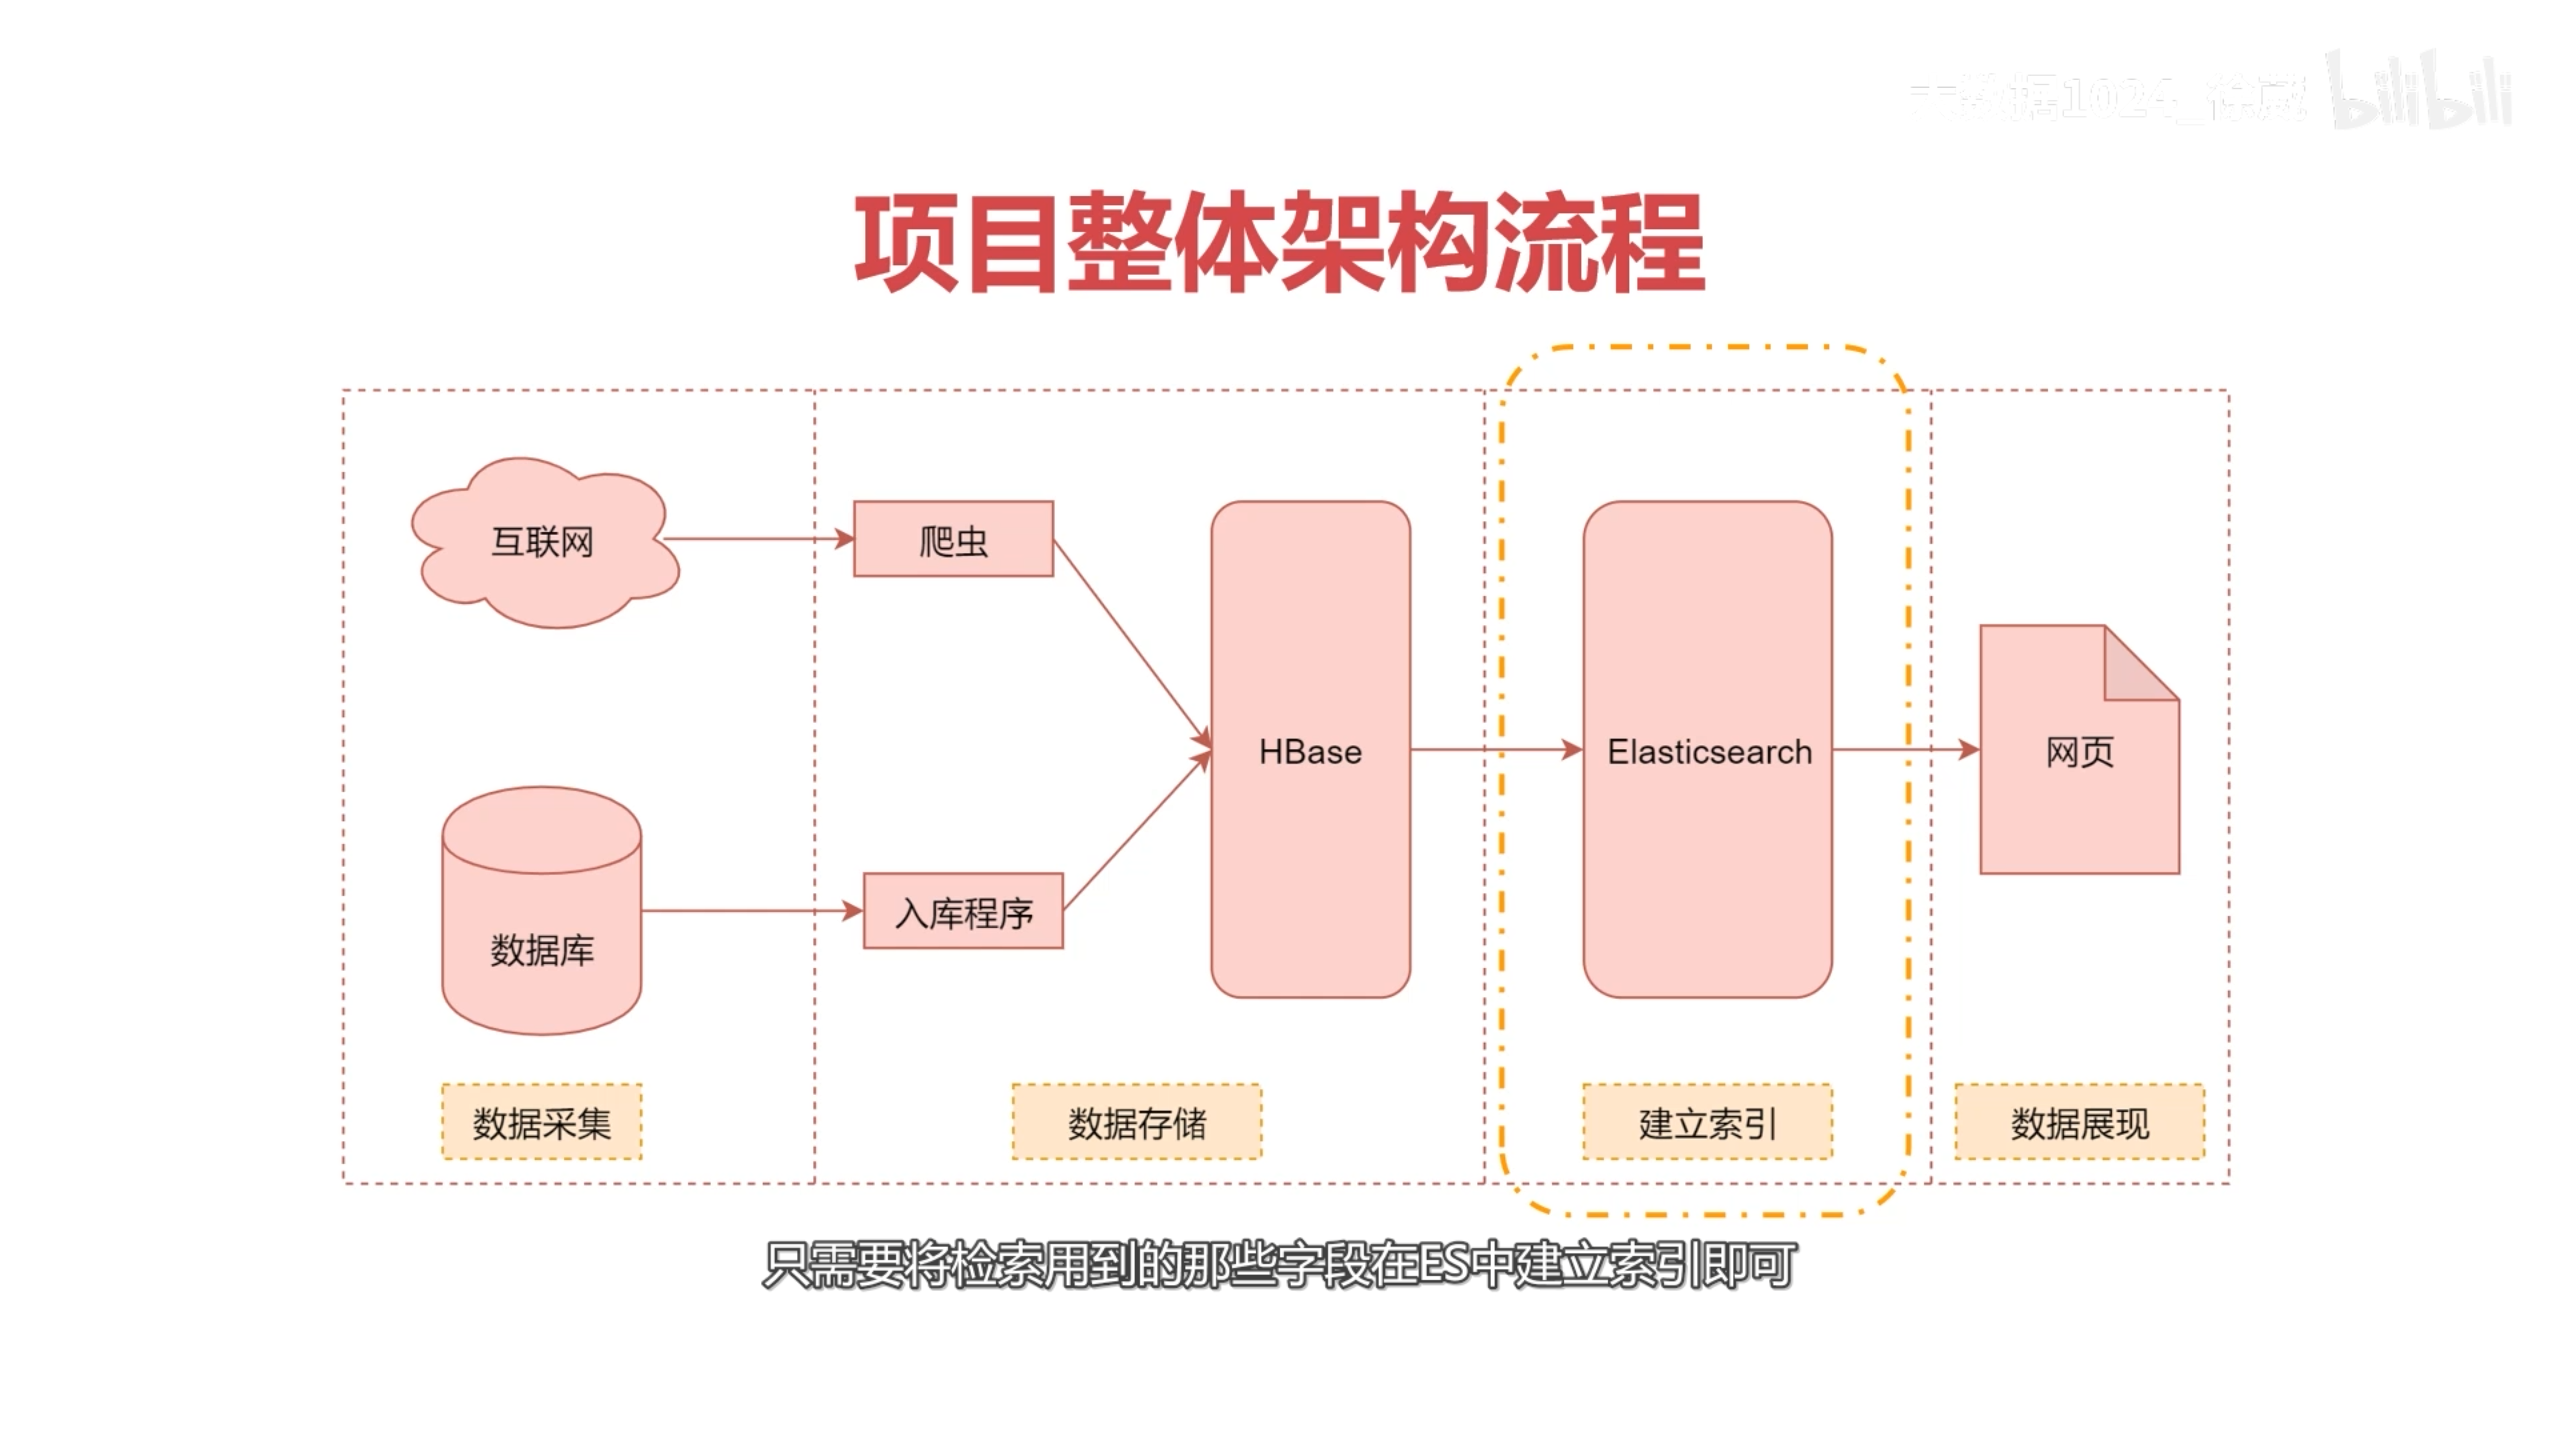 大数据1024_徐葳 bilibili
项目整体架构流程
互联网
爬虫
HBase
Elasticsearch
网页
数据库
入库程序
数据采集
数据存储
建立索引
数据展现
只需要将检索用到的那些字段在ES中建立索引即可